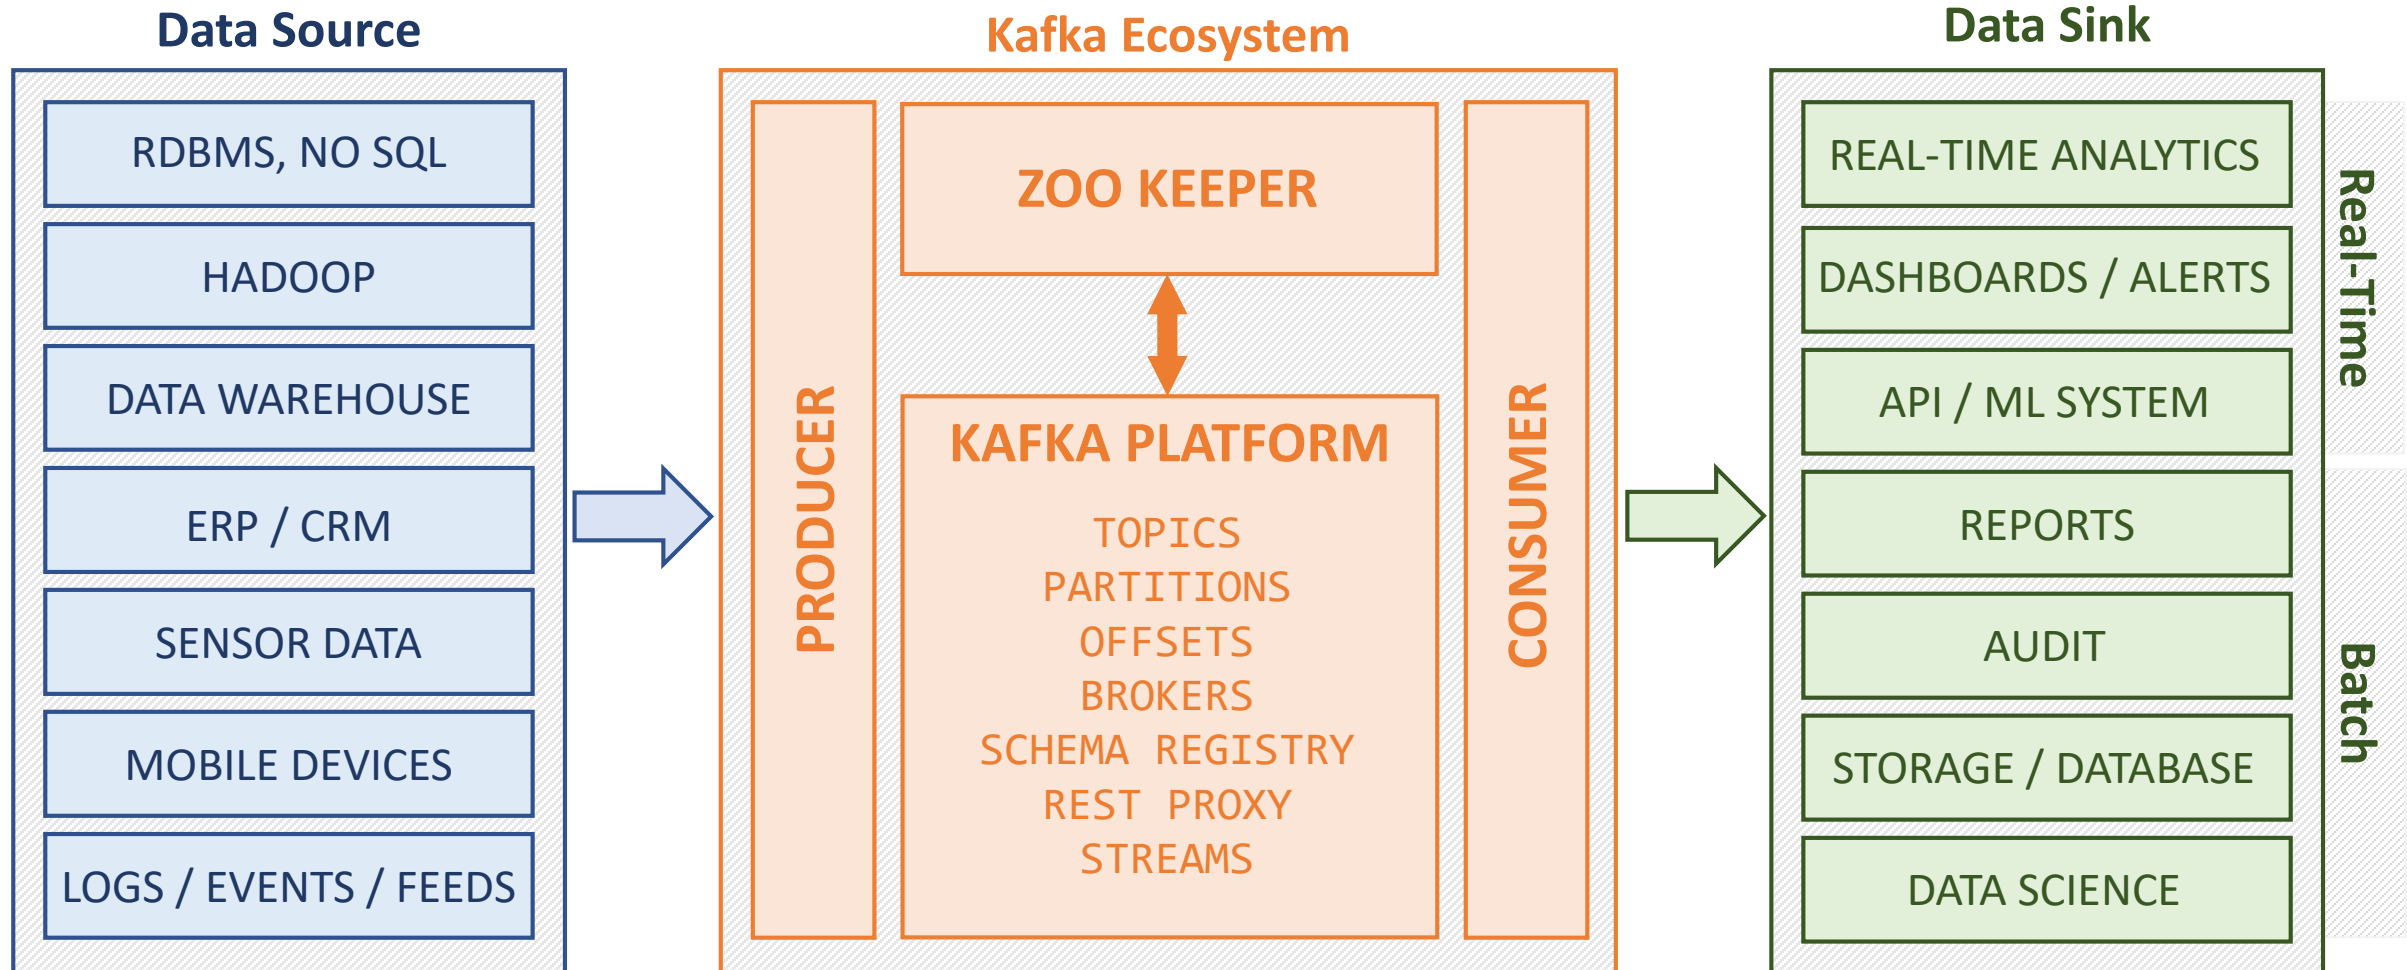 Data Source
RDBMS, NO SQL
HADOOP
DATA WAREHOUSE
ERP / CRM
SENSOR DATA
MOBILE DEVICES
LOGS / EVENTS / FEEDS
Kafka Ecosystem
PRODUCER
ZOO KEEPER
KAFKA PLATFORM
TOPICS
PARTITIONS
OFFSETS
BROKERS
SCHEMA REGISTRY
REST PROXY
STREAMS
CONSUMER
Data Sink
REAL-TIME ANALYTICS
DASHBOARDS / ALERTS
API / ML SYSTEM
REPORTS
AUDIT
STORAGE / DATABASE
DATA SCIENCE
Real-Time
Batch